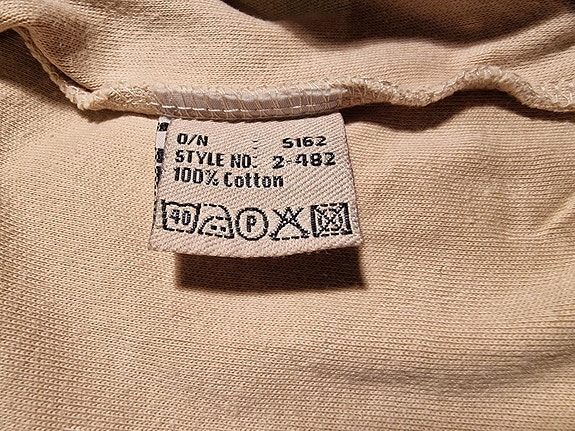 O/N : 5162
STYLE NO: 2-482
100% Cotton
40 P